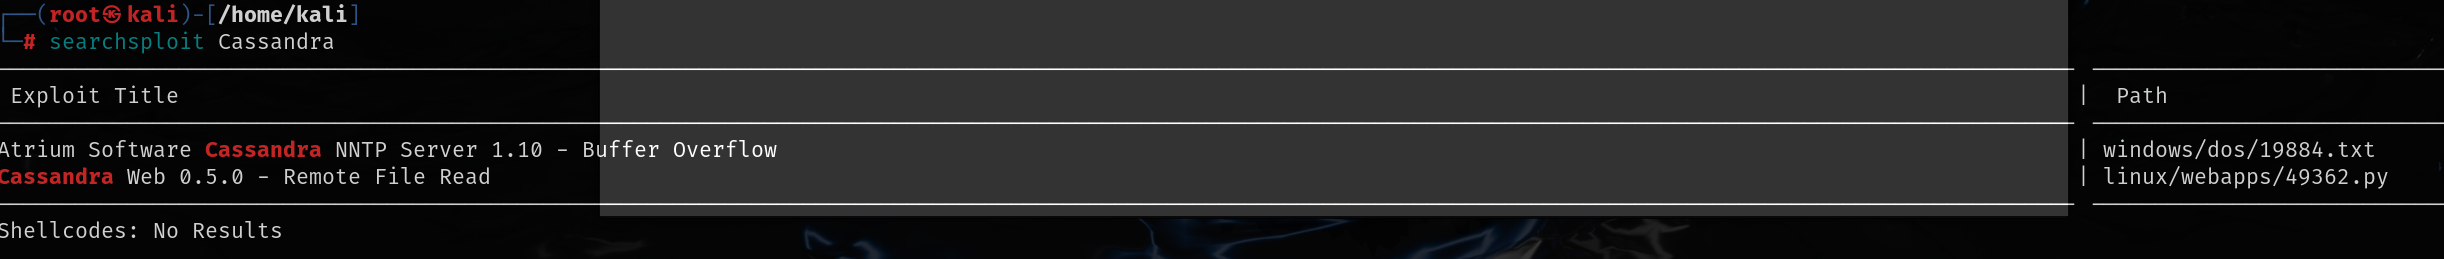 ┌──(root㉿kali)-[/home/kali]
└─# searchsploit Cassandra
Exploit Title | Path
Atrium Software Cassandra NNTP Server 1.10 - Buffer Overflow | windows/dos/19884.txt
Cassandra Web 0.5.0 - Remote File Read | linux/webapps/49362.py
Shellcodes: No Results